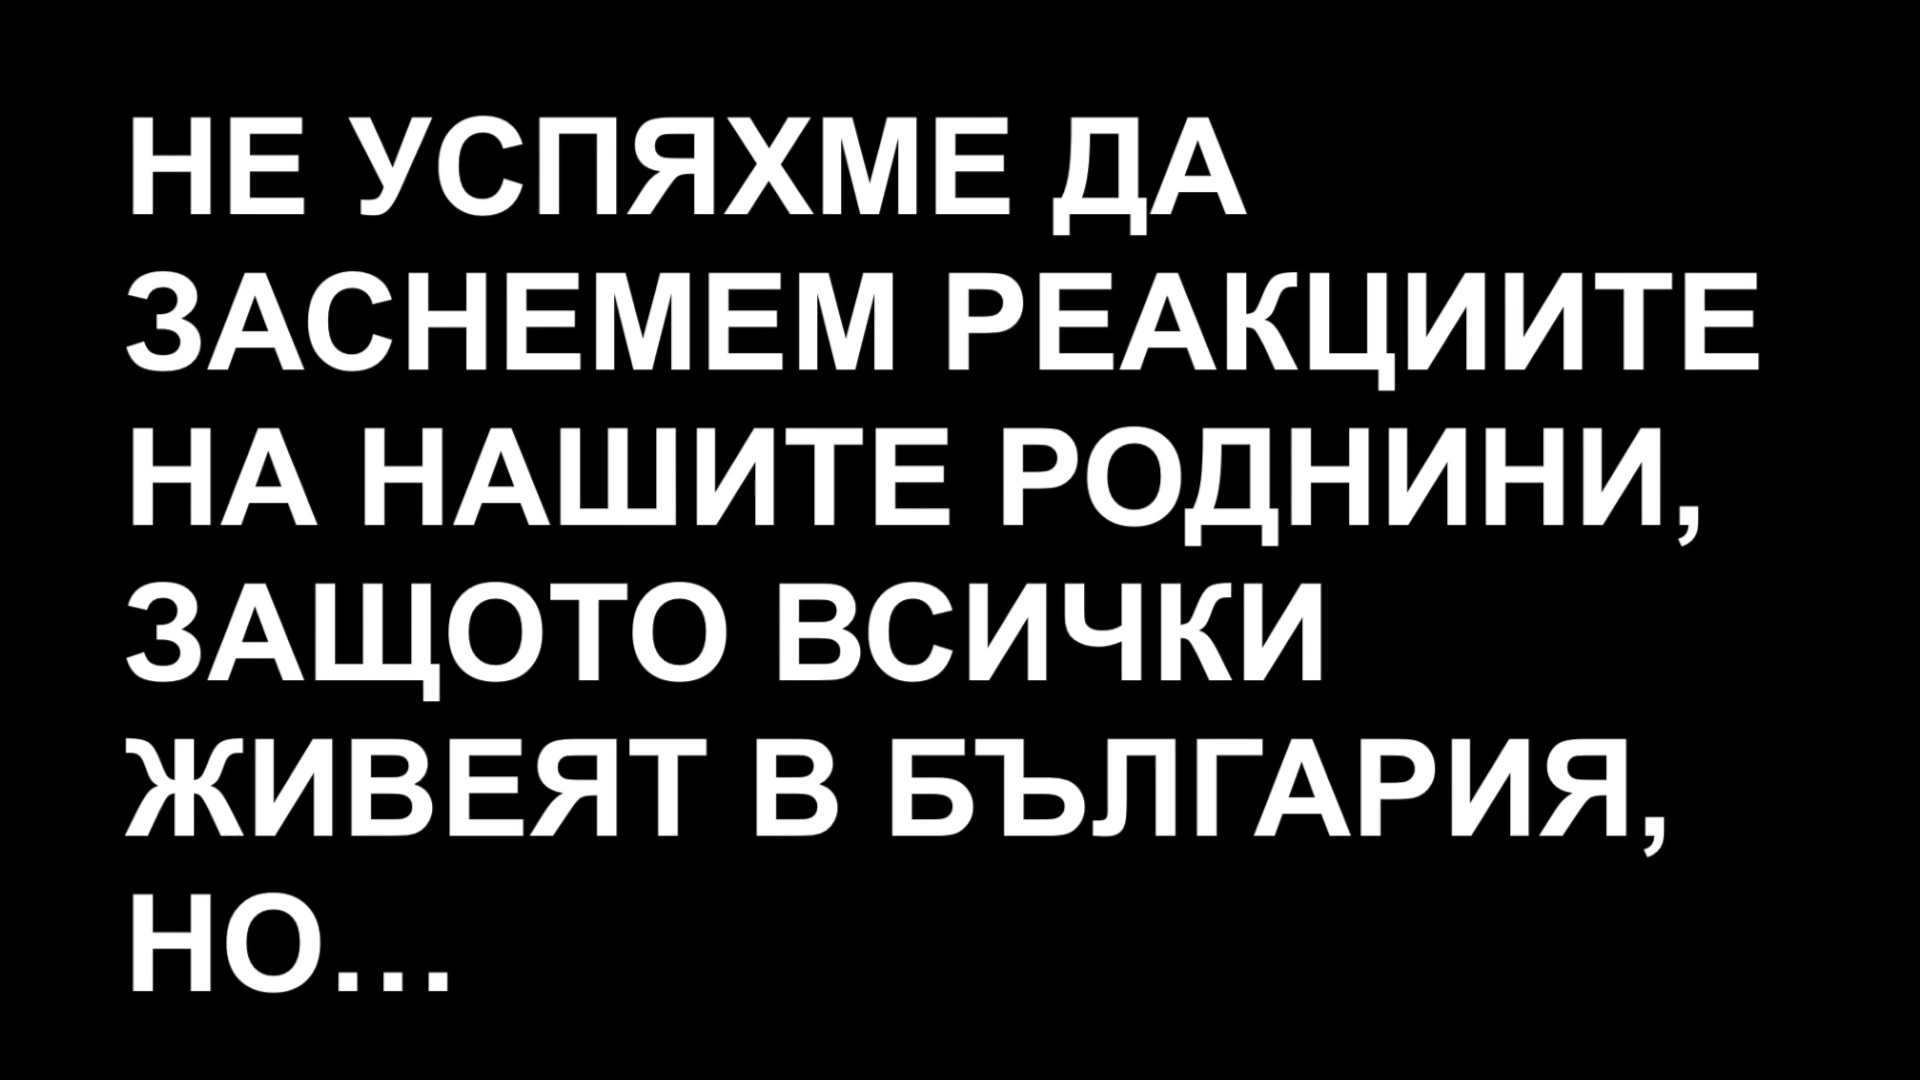 НЕ УСПЯХМЕ ДА
ЗАСНЕМЕМ РЕАКЦИИТЕ
НА НАШИТЕ РОДНИНИ,
ЗАЩОТО ВСИЧКИ
ЖИВЕЯТ В БЪЛГАРИЯ,
НО...